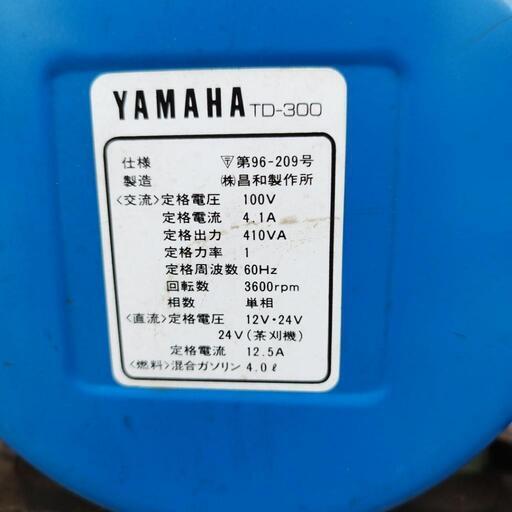 YAMAHA TD-300
仕様 第96-209号
製造 ㈱昌和製作所
〈交流〉定格電圧 100V
定格電流 4.1A
定格出力 410VA
定格力率 1
定格周波数 60Hz
回転数 3600rpm
相数 単相
〈直流〉定格電圧 12V・24V
24V(茶刈機)
定格電流 12.5A
〈燃料〉混合ガソリン 4.0ℓ